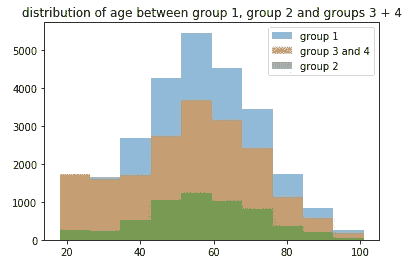 distribution of age between group 1, group 2 and groups 3 + 4
group 1
group 3 and 4
group 2
5000
4000
3000
2000
1000
0
20
40
60
80
100